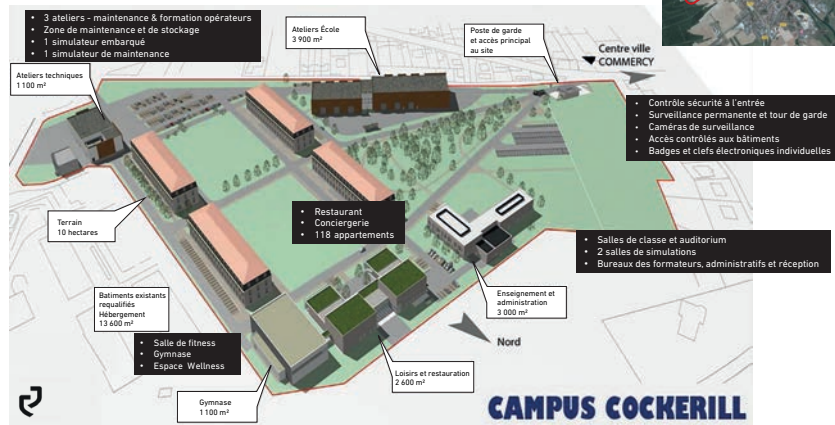 • 3 ateliers - maintenance & formation opérateurs
• Zone de maintenance et de stockage
• 1 simulateur embarqué
• 1 simulateur de maintenance
Ateliers techniques
1 100 m²
Ateliers École
3 900 m²
Poste de garde
et accès principal
au site
Centre ville
COMMERCY
• Contrôle sécurité à l'entrée
• Surveillance permanente et tour de garde
• Caméras de surveillance
• Accès contrôlés aux bâtiments
• Badges et clefs électroniques individuelles
Terrain
10 hectares
• Restaurant
• Conciergerie
• 118 appartements
• Salles de classe et auditorium
• 2 salles de simulations
• Bureaux des formateurs, administratifs et réception
Batiments existants
requalifiés
Hébergement
13 600 m²
Enseignement et
administration
3 000 m²
Nord
• Salle de fitness
• Gymnase
• Espace Wellness
Loisirs et restauration
2 600 m²
Gymnase
1 100 m²
CAMPUS COCKERILL